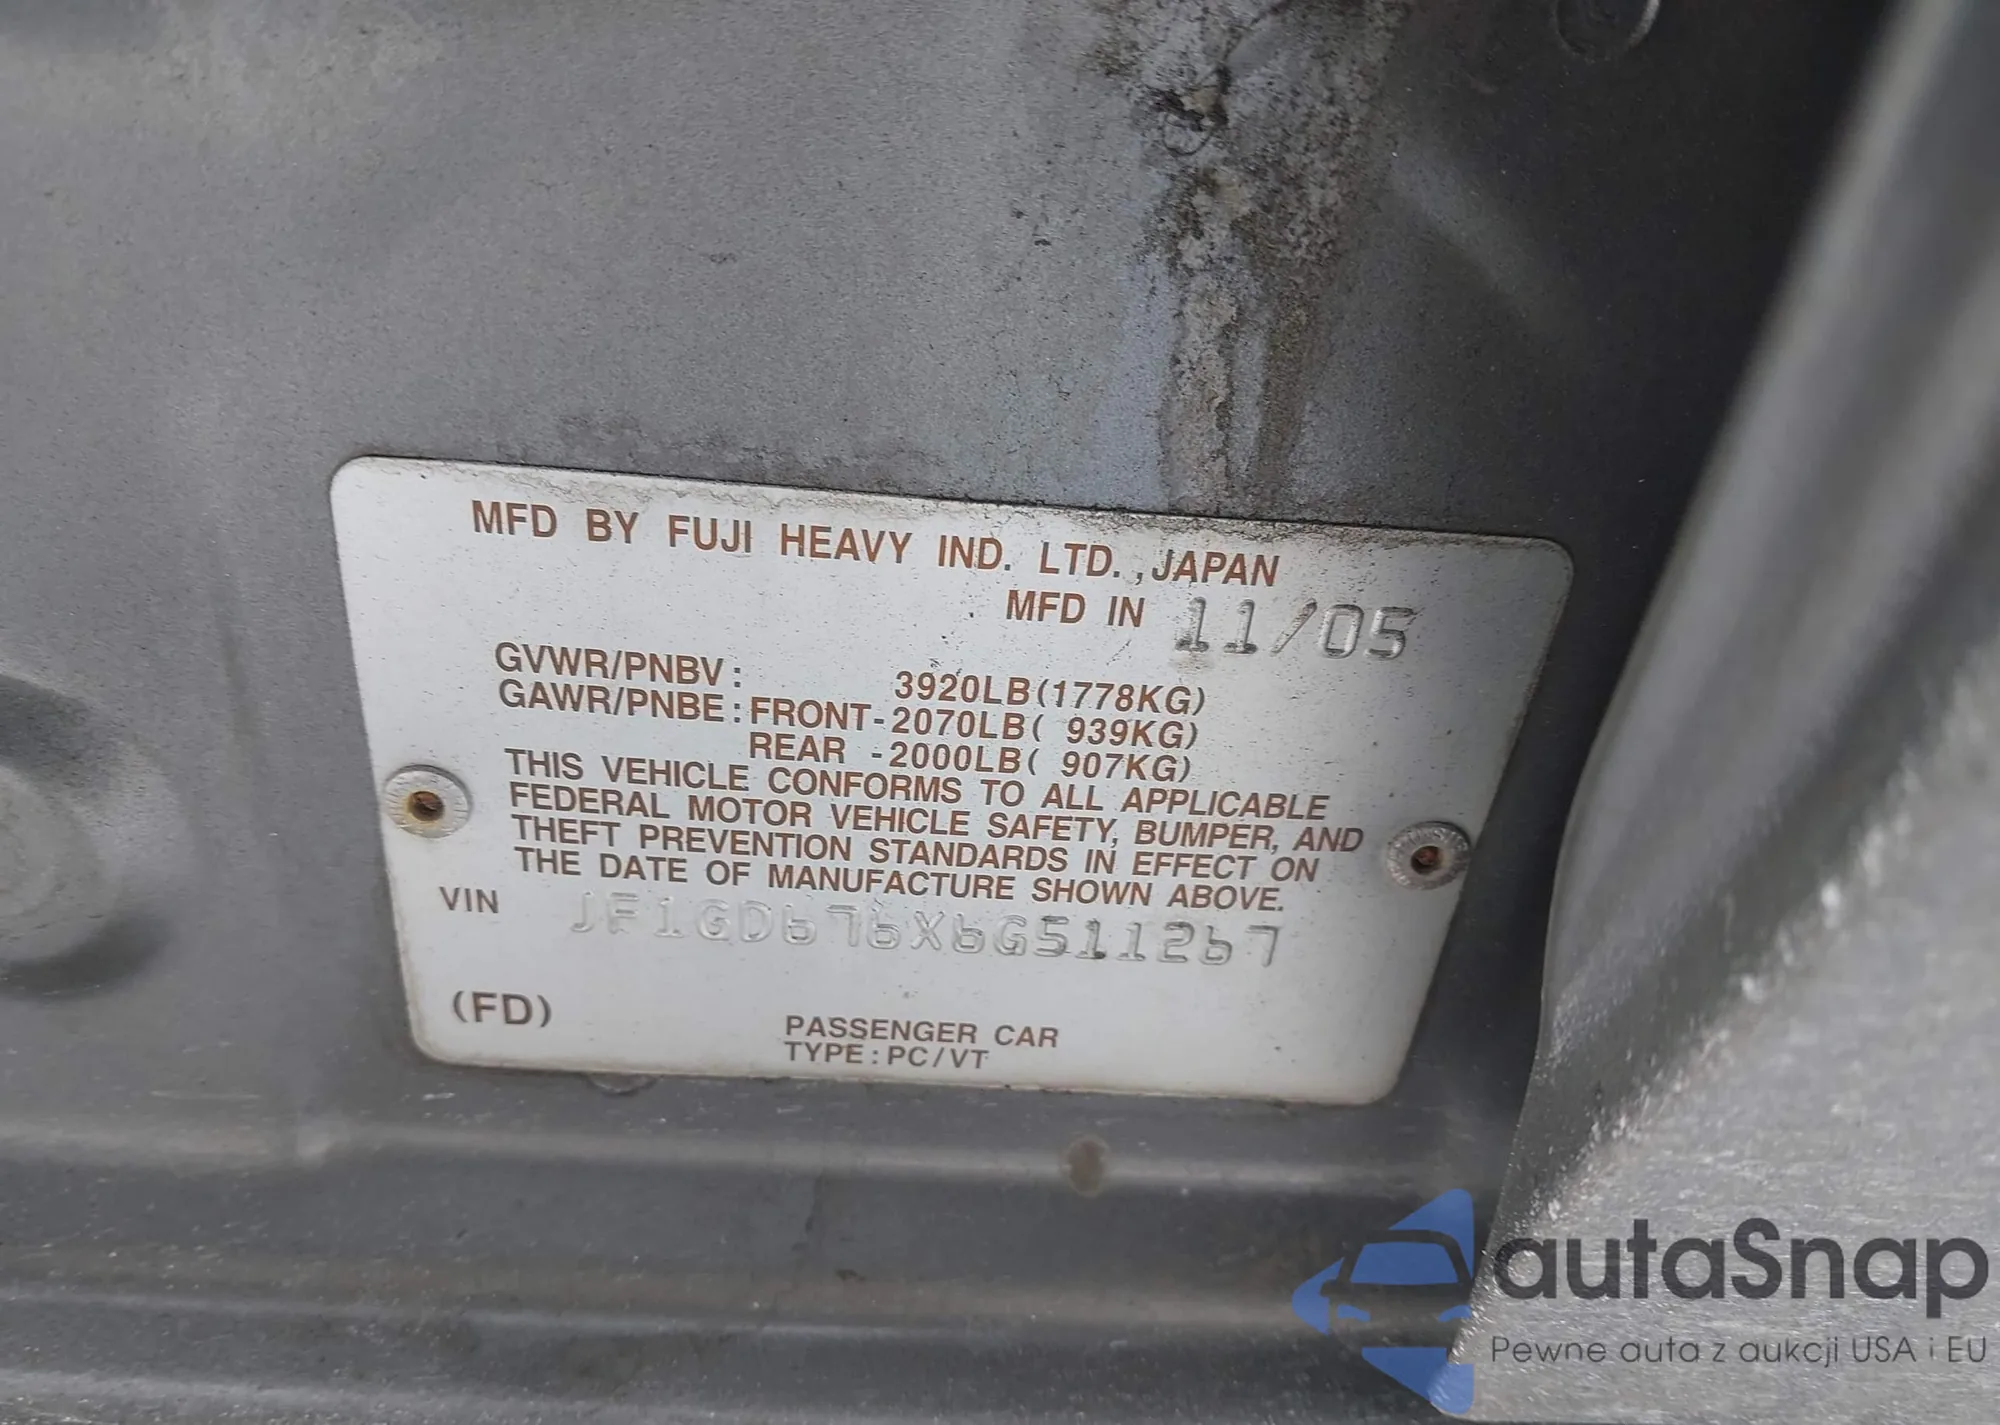 MFD BY FUJI HEAVY IND. LTD., JAPAN
MFD IN 11/05
GVWR/PNBV: 3920LB(1778KG)
GAWR/PNBE: FRONT-2070LB( 939KG)
REAR -2000LB( 907KG)
THIS VEHICLE CONFORMS TO ALL APPLICABLE
FEDERAL MOTOR VEHICLE SAFETY, BUMPER, AND
THEFT PREVENTION STANDARDS IN EFFECT ON
THE DATE OF MANUFACTURE SHOWN ABOVE.
VIN JF1GD676X6G511267
(FD)
PASSENGER CAR
TYPE: PC/VT
autaSnap
Pewne auta z aukcji USA i EU